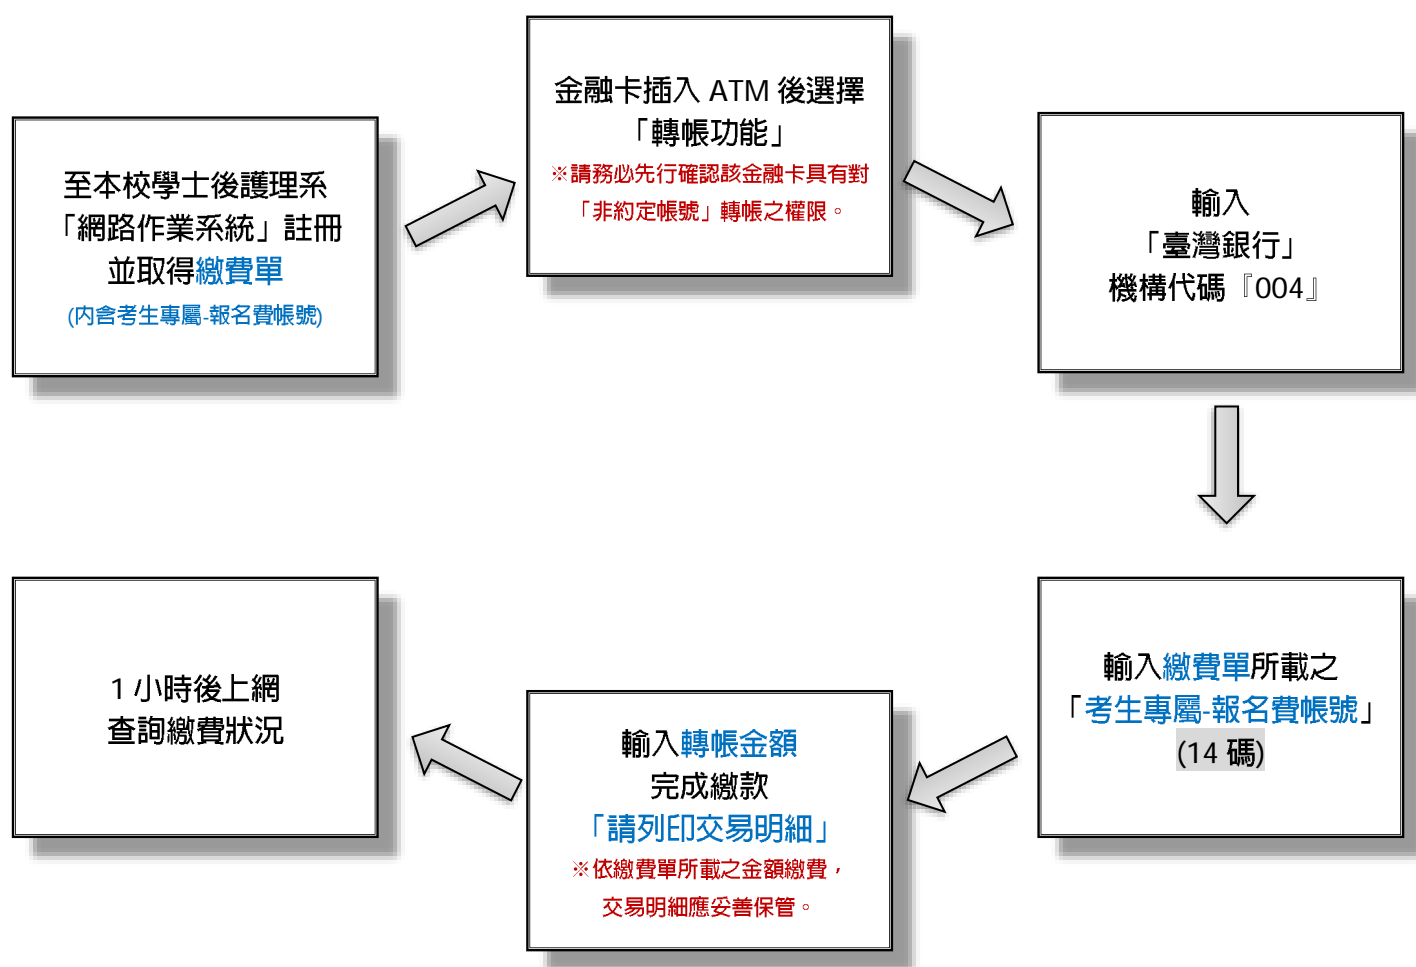 至本校學士後護理系
「網路作業系統」註冊
並取得繳費單
(內含考生專屬-報名費帳號)
金融卡插入 ATM 後選擇
「轉帳功能」
※請務必先行確認該金融卡具有對
「非約定帳號」轉帳之權限。
輸入
「臺灣銀行」
機構代碼『004』
輸入繳費單所載之
「考生專屬-報名費帳號」
(14 碼)
輸入轉帳金額
完成繳款
「請列印交易明細」
※依繳費單所載之金額繳費，
交易明細應妥善保管。
1 小時後上網
查詢繳費狀況